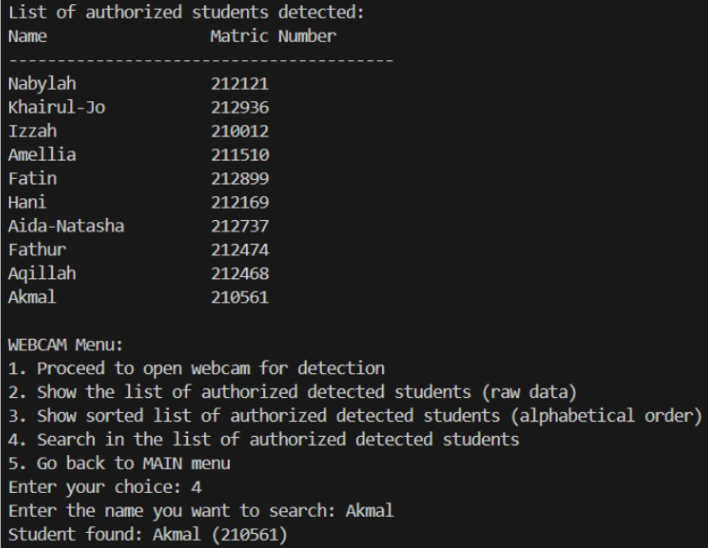 List of authorized students detected:
Name Matric Number
----------------------------------------
Nabylah 212121
Khairul-Jo 212936
Izzah 210012
Amellia 211510
Fatin 212899
Hani 212169
Aida-Natasha 212737
Fathur 212474
Aqillah 212468
Akmal 210561
WEBCAM Menu:
1. Proceed to open webcam for detection
2. Show the list of authorized detected students (raw data)
3. Show sorted list of authorized detected students (alphabetical order)
4. Search in the list of authorized detected students
5. Go back to MAIN menu
Enter your choice: 4
Enter the name you want to search: Akmal
Student found: Akmal (210561)